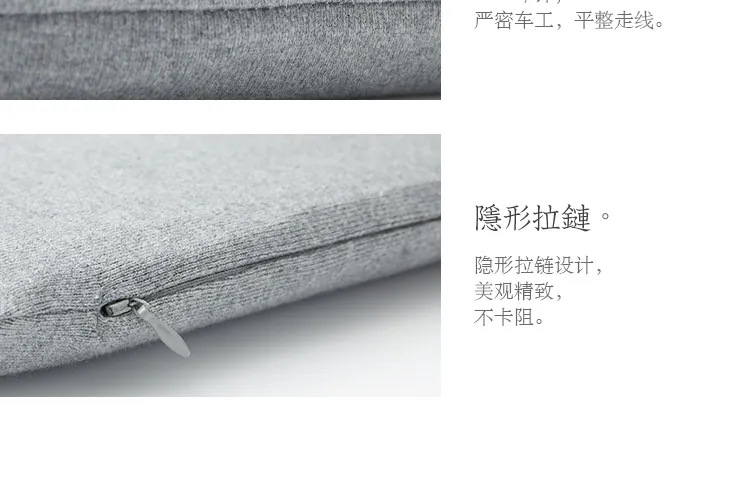 严密车工，平整走线。
隱形拉鏈。
隐形拉链设计，
美观精致，
不卡阻。